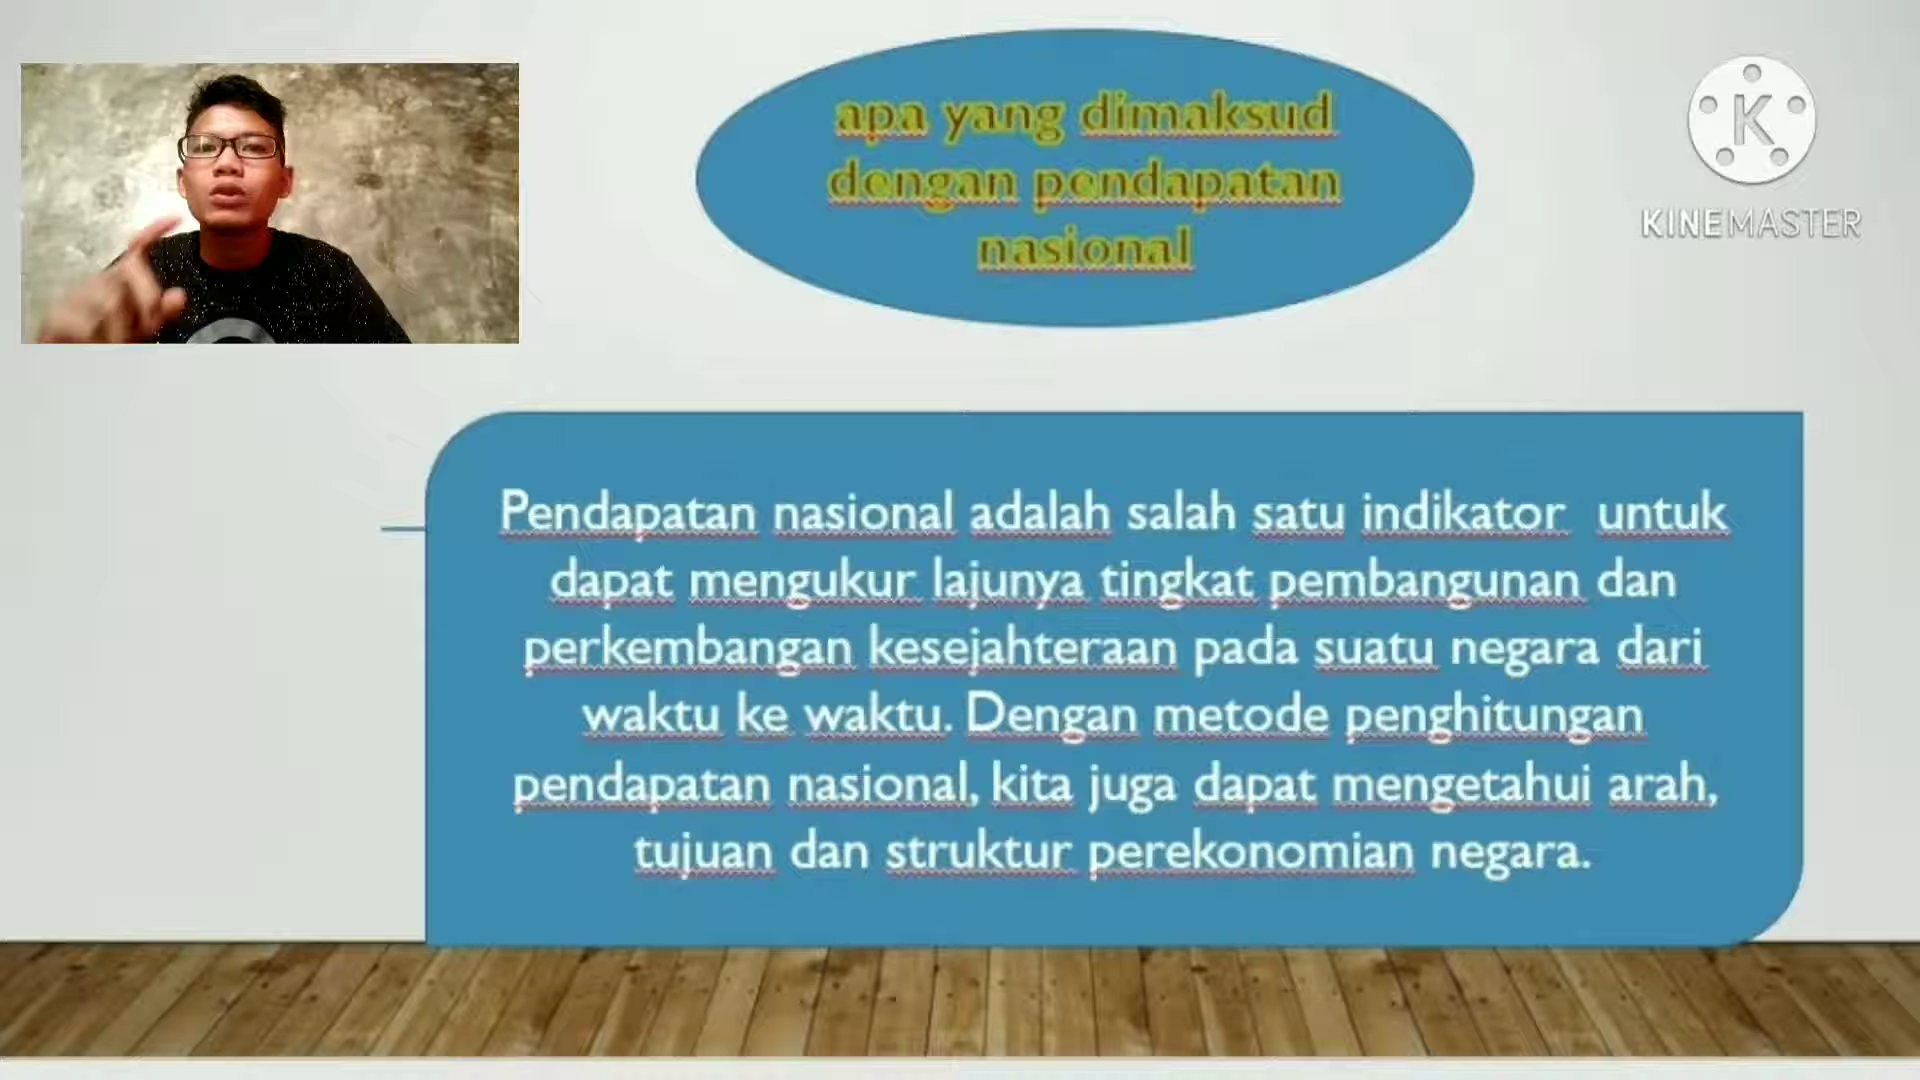 apa yang dimaksud
dengan pendapatan
nasional
K
KINEMASTER
Pendapatan nasional adalah salah satu indikator untuk
dapat mengukur lajunya tingkat pembangunan dan
perkembangan kesejahteraan pada suatu negara dari
waktu ke waktu. Dengan metode penghitungan
pendapatan nasional, kita juga dapat mengetahui arah,
tujuan dan struktur perekonomian negara.